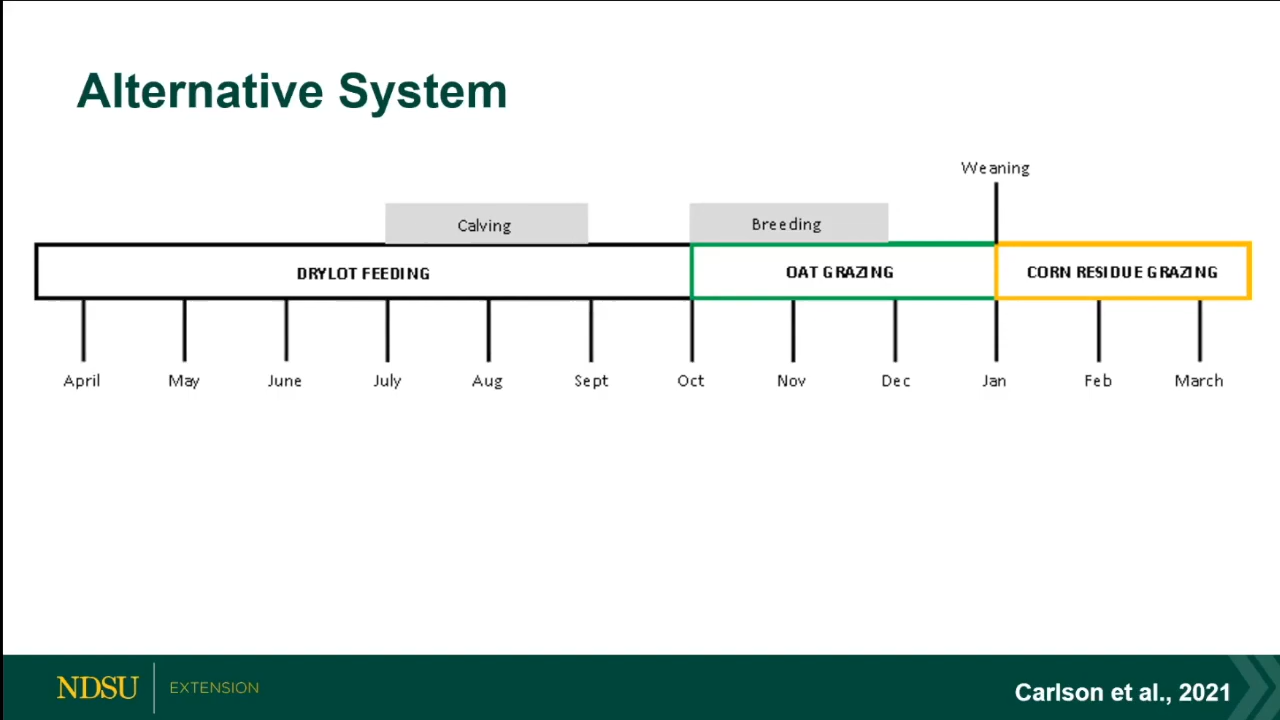 Alternative System
Weaning
Calving
Breeding
DRYLOT FEEDING
OAT GRAZING
CORN RESIDUE GRAZING
April May June July Aug Sept Oct Nov Dec Jan Feb March
NDSU EXTENSION
Carlson et al., 2021